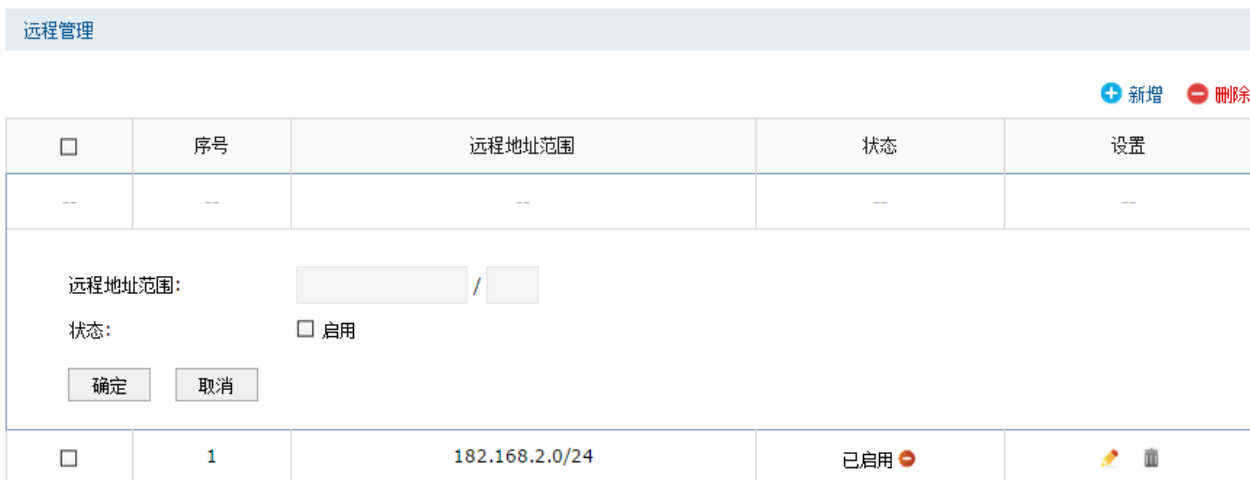 远程管理
新增 删除
序号 远程地址范围 状态 设置
-- -- -- -- --
远程地址范围: /
状态: 启用
确定 取消
1 182.168.2.0/24 已启用